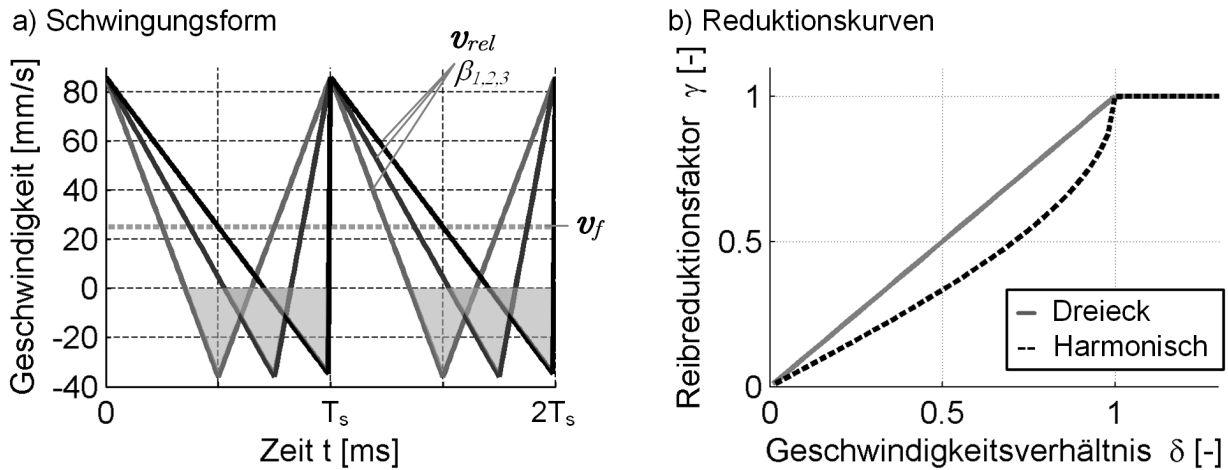 a) Schwingungsform
Geschwindigkeit [mm/s]
80
60
40
20
0
-20
-40
v_rel
β_1,2,3
v_f
0
T_s
2T_s
Zeit t [ms]
b) Reduktionskurven
Reibreduktionsfaktor γ [-]
1
0.5
0
Dreieck
Harmonisch
0
0.5
1
Geschwindigkeitsverhältnis δ [-]